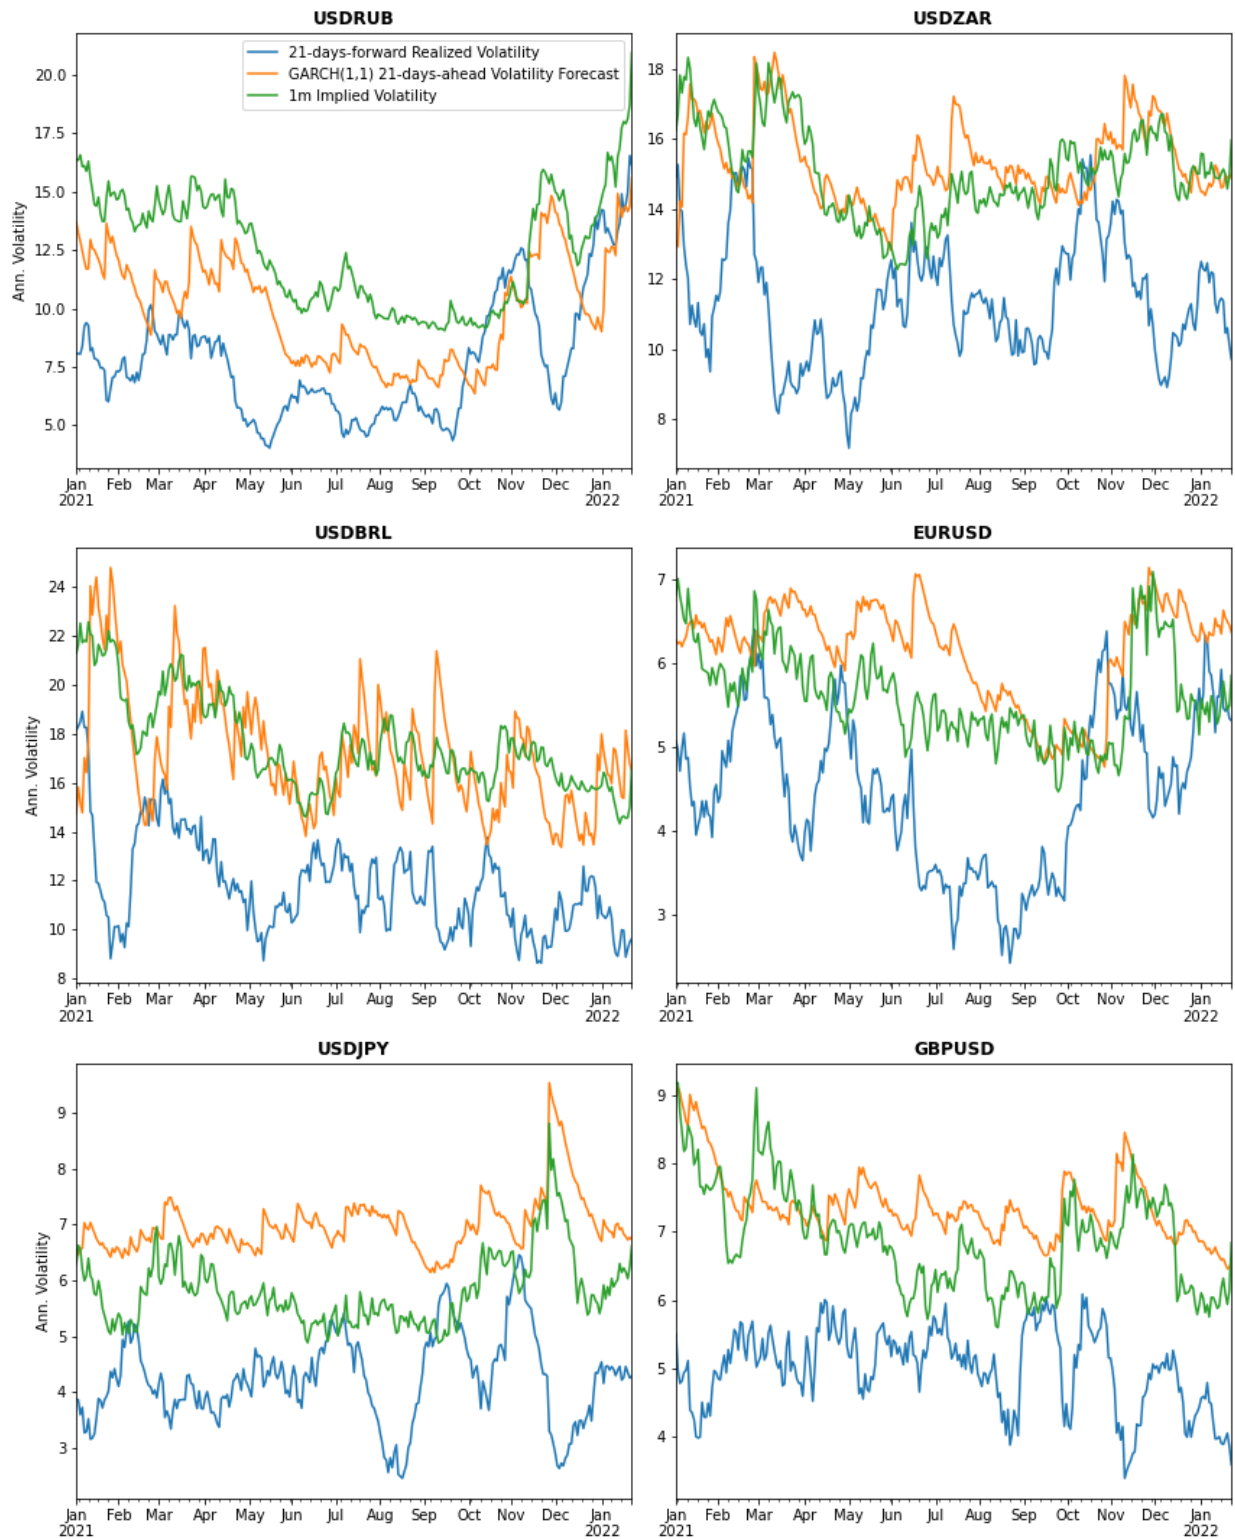 USDRUB
21-days-forward Realized Volatility
GARCH(1,1) 21-days-ahead Volatility Forecast
1m Implied Volatility
Ann. Volatility
20.0
17.5
15.0
12.5
10.0
7.5
5.0
Jan Feb Mar Apr May Jun Jul Aug Sep Oct Nov Dec Jan
2021 2022
USDZAR
18
16
14
12
10
8
Jan Feb Mar Apr May Jun Jul Aug Sep Oct Nov Dec Jan
2021 2022
USDBRL
Ann. Volatility
24
22
20
18
16
14
12
10
8
Jan Feb Mar Apr May Jun Jul Aug Sep Oct Nov Dec Jan
2021 2022
EURUSD
7
6
5
4
3
Jan Feb Mar Apr May Jun Jul Aug Sep Oct Nov Dec Jan
2021 2022
USDJPY
Ann. Volatility
9
8
7
6
5
4
3
Jan Feb Mar Apr May Jun Jul Aug Sep Oct Nov Dec Jan
2021 2022
GBPUSD
9
8
7
6
5
4
Jan Feb Mar Apr May Jun Jul Aug Sep Oct Nov Dec Jan
2021 2022